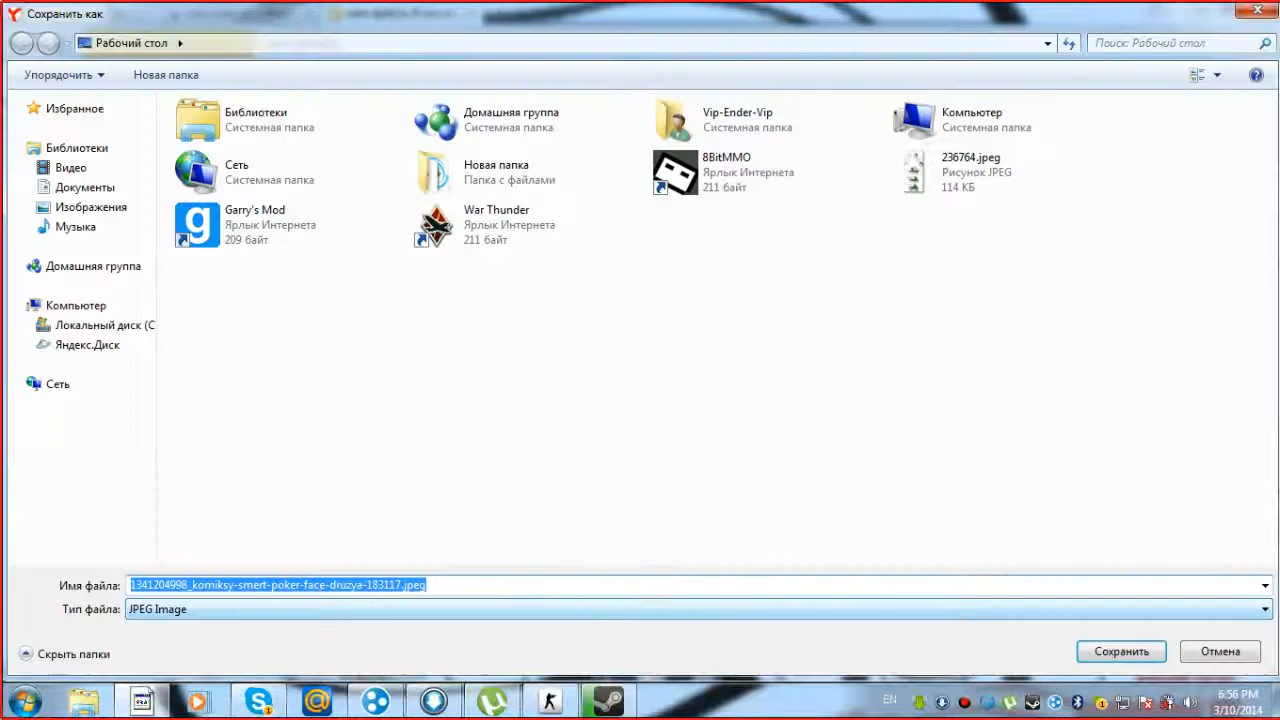 Сохранить как
Рабочий стол
Поиск: Рабочий стол
Упорядочить
Новая папка
Избранное
Библиотеки
Видео
Документы
Изображения
Музыка
Домашняя группа
Компьютер
Локальный диск (C
Яндекс.Диск
Сеть
Библиотеки
Системная папка
Домашняя группа
Системная папка
Vip-Ender-Vip
Системная папка
Компьютер
Системная папка
Сеть
Системная папка
Новая папка
Папка с файлами
8BitMMO
Ярлык Интернета
211 байт
236764.jpeg
Рисунок JPEG
114 КБ
Garry's Mod
Ярлык Интернета
209 байт
War Thunder
Ярлык Интернета
211 байт
Имя файла: 1341204998_komiksy-smert-poker-face-druzya-183117.jpeg
Тип файла: JPEG Image
Скрыть папки
Сохранить
Отмена
EN
6:56 PM
3/10/2014